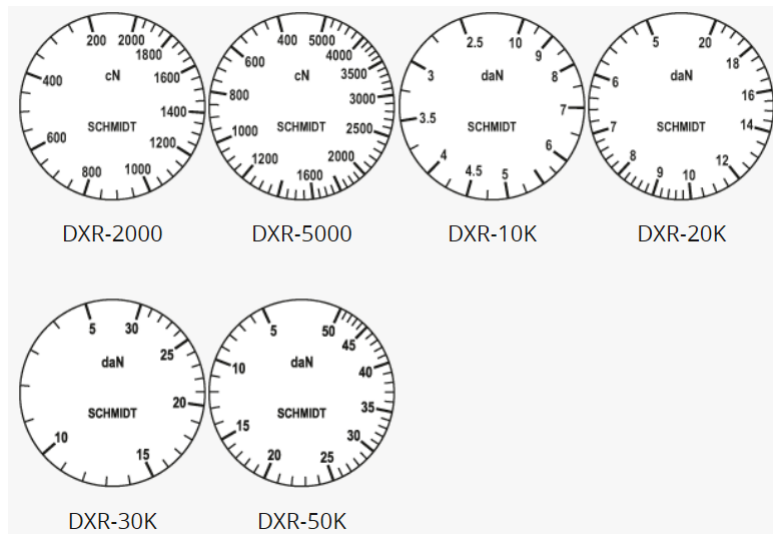 200 2000
1800
400 1600
cN
1400
SCHMIDT
600 1200
800 1000
DXR-2000
400 5000
600 4000
3500
cN
800 3000
SCHMIDT
1000 2500
1200 2000
1600
DXR-5000
2.5 10
9
3 8
daN
3.5 7
SCHMIDT
4 6
4.5 5
DXR-10K
5 20
18
6 16
daN
7 14
SCHMIDT
8 12
9 10
DXR-20K
5 30
25
daN
20
SCHMIDT
10 15
DXR-30K
5 50
45
10 40
daN
35
SCHMIDT
15 30
20 25
DXR-50K